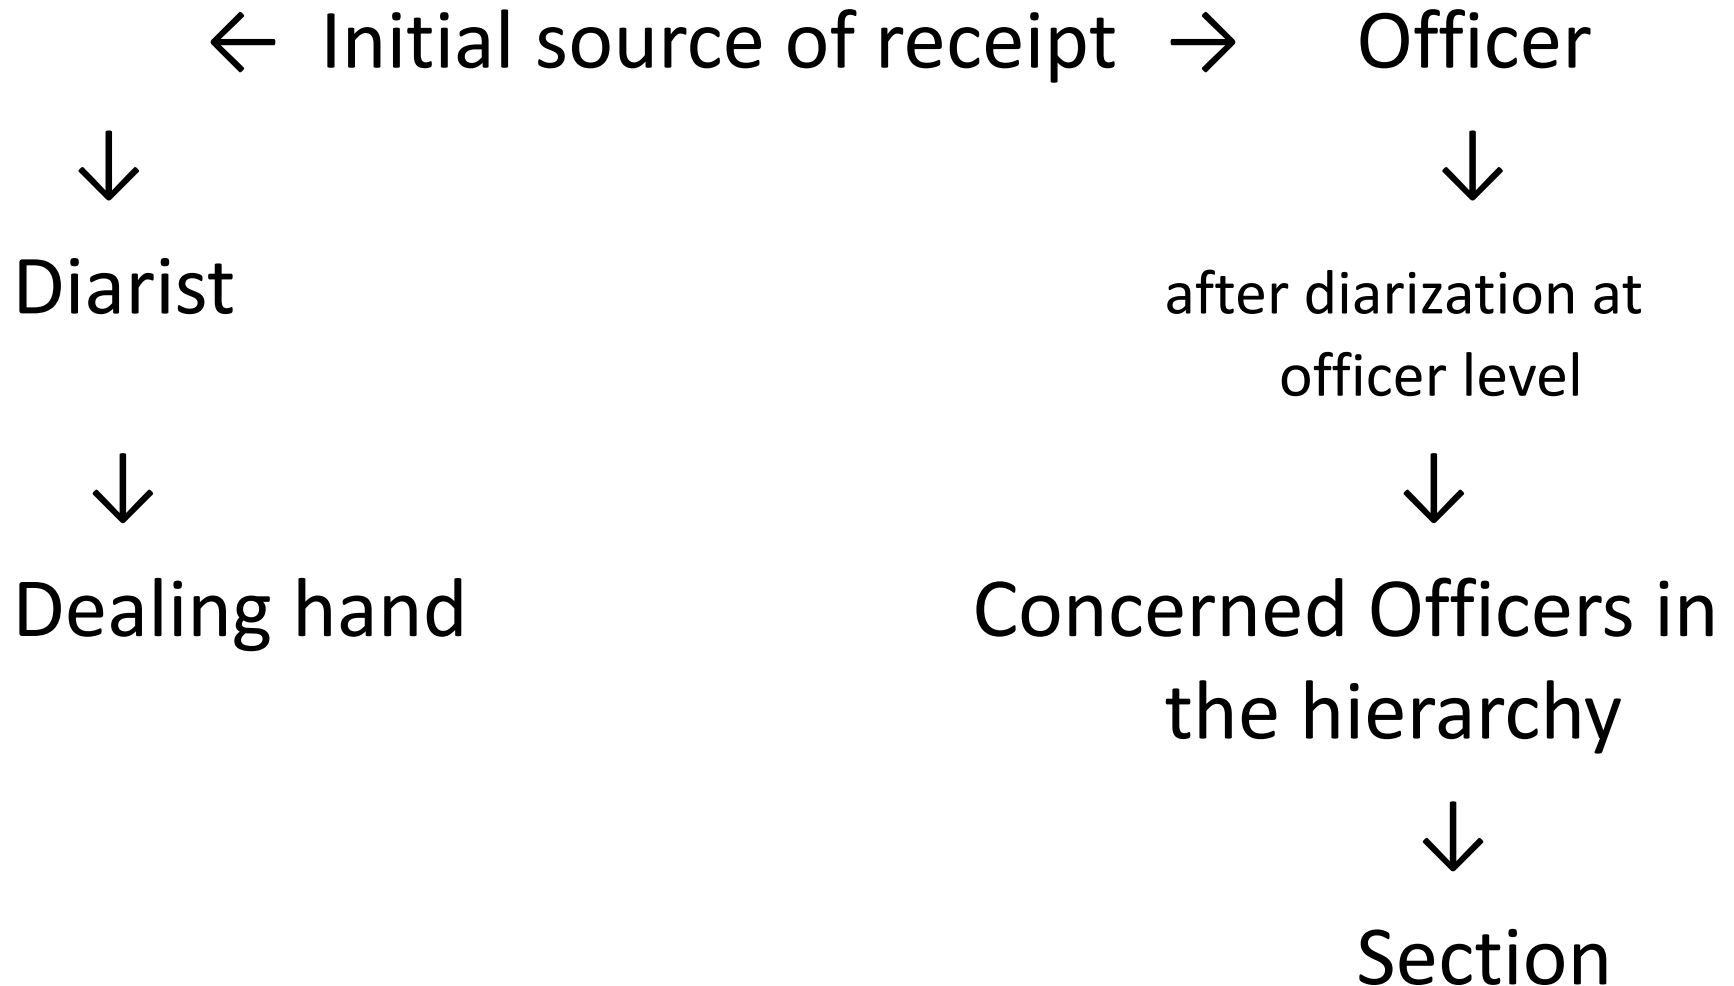 ← Initial source of receipt → Officer
↓ ↓
Diarist after diarization at
officer level
↓ ↓
Dealing hand Concerned Officers in
the hierarchy
↓
Section